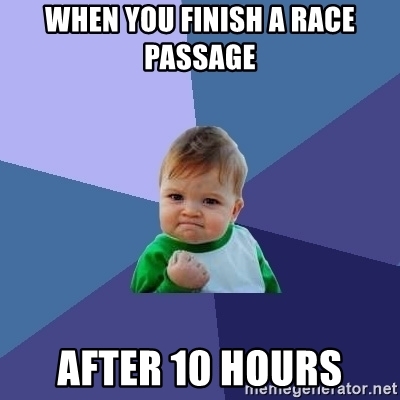 WHEN YOU FINISH A RACE
PASSAGE
AFTER 10 HOURS
memegenerator.net